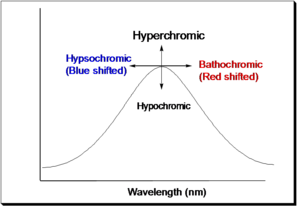 Hyperchromic
Hypsochromic
(Blue shifted)
Bathochromic
(Red shifted)
Hypochromic
Wavelength (nm)